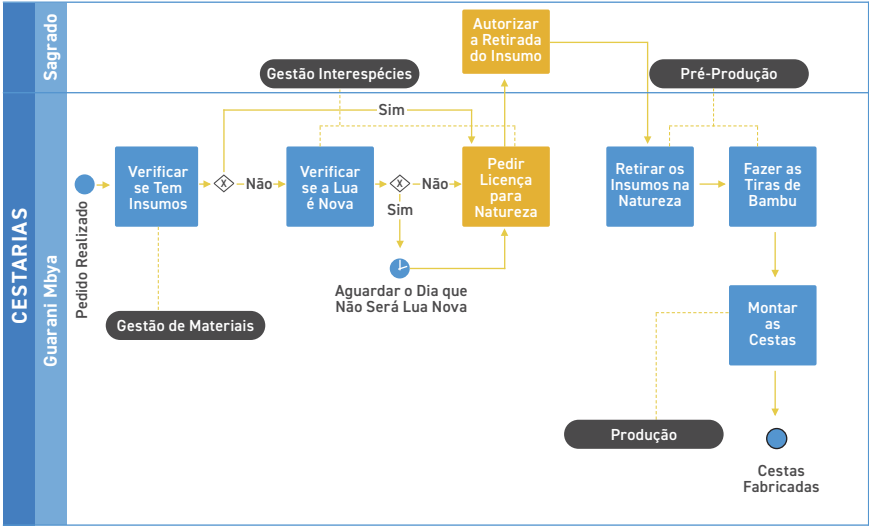 CESTARIAS
Sagrado
Guarani Mbya
Autorizar
a Retirada
do Insumo
Gestão Interespécies
Pré-Produção
Sim
Pedido Realizado
Verificar
se Tem
Insumos
X
Não
Verificar
se a Lua
é Nova
X
Não
Sim
Pedir
Licença
para
Natureza
Retirar os
Insumos na
Natureza
Fazer as
Tiras de
Bambu
Aguardar o Dia que
Não Será Lua Nova
Gestão de Materiais
Montar
as
Cestas
Produção
Cestas
Fabricadas